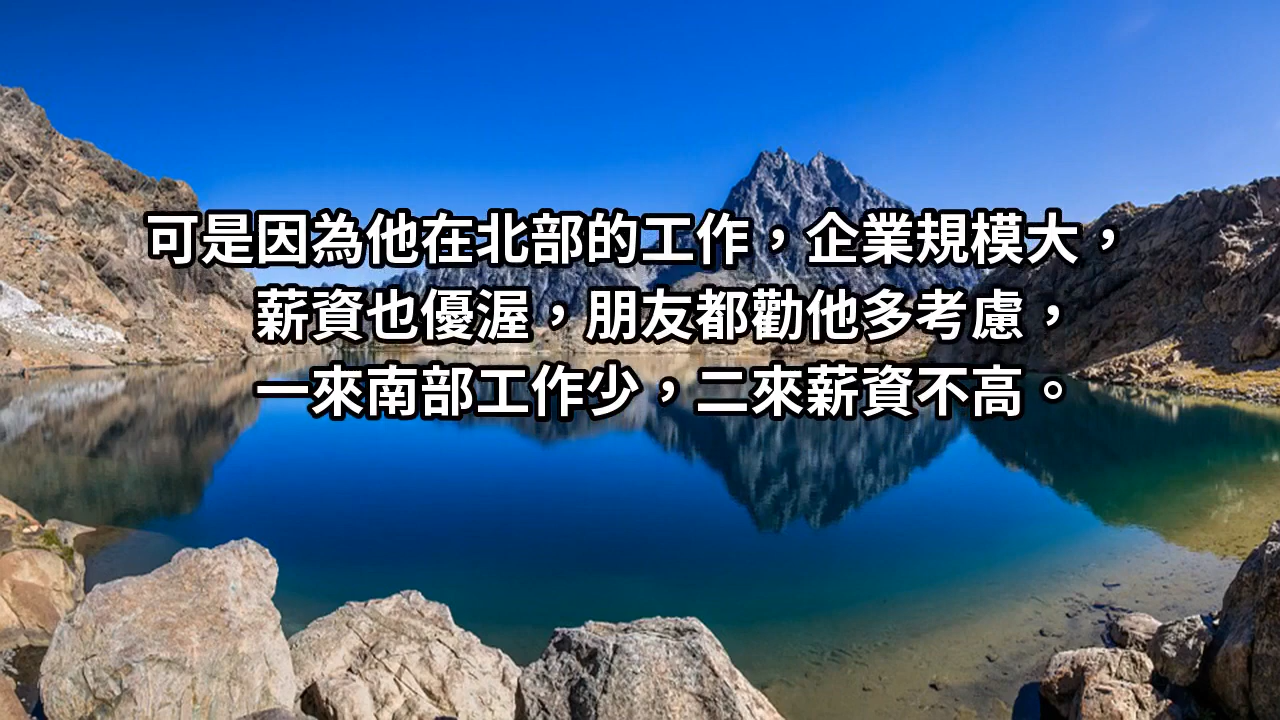 可是因為他在北部的工作，企業規模大，
薪資也優渥，朋友都勸他多考慮，
一來南部工作少，二來薪資不高。